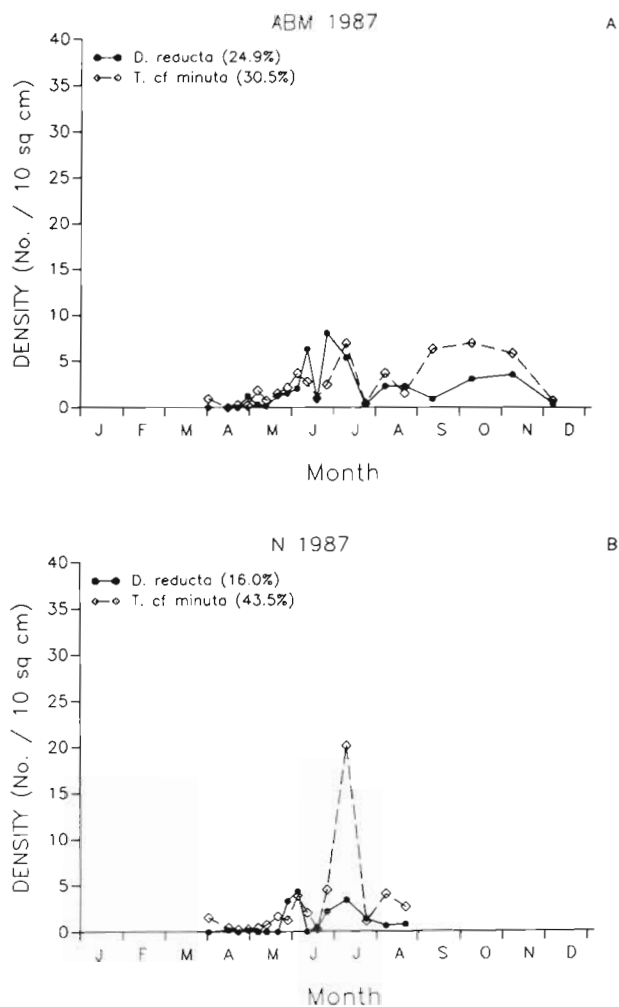 ABM 1987
A
D. reducta (24.9%)
T. cf minuta (30.5%)
DENSITY (No. / 10 sq cm)
40
35
30
25
20
15
10
5
0
J F M A M J J A S O N D
Month
N 1987
B
D. reducta (16.0%)
T. cf minuta (43.5%)
DENSITY (No. / 10 sq cm)
40
35
30
25
20
15
10
5
0
J F M A M J J A S O N D
Month